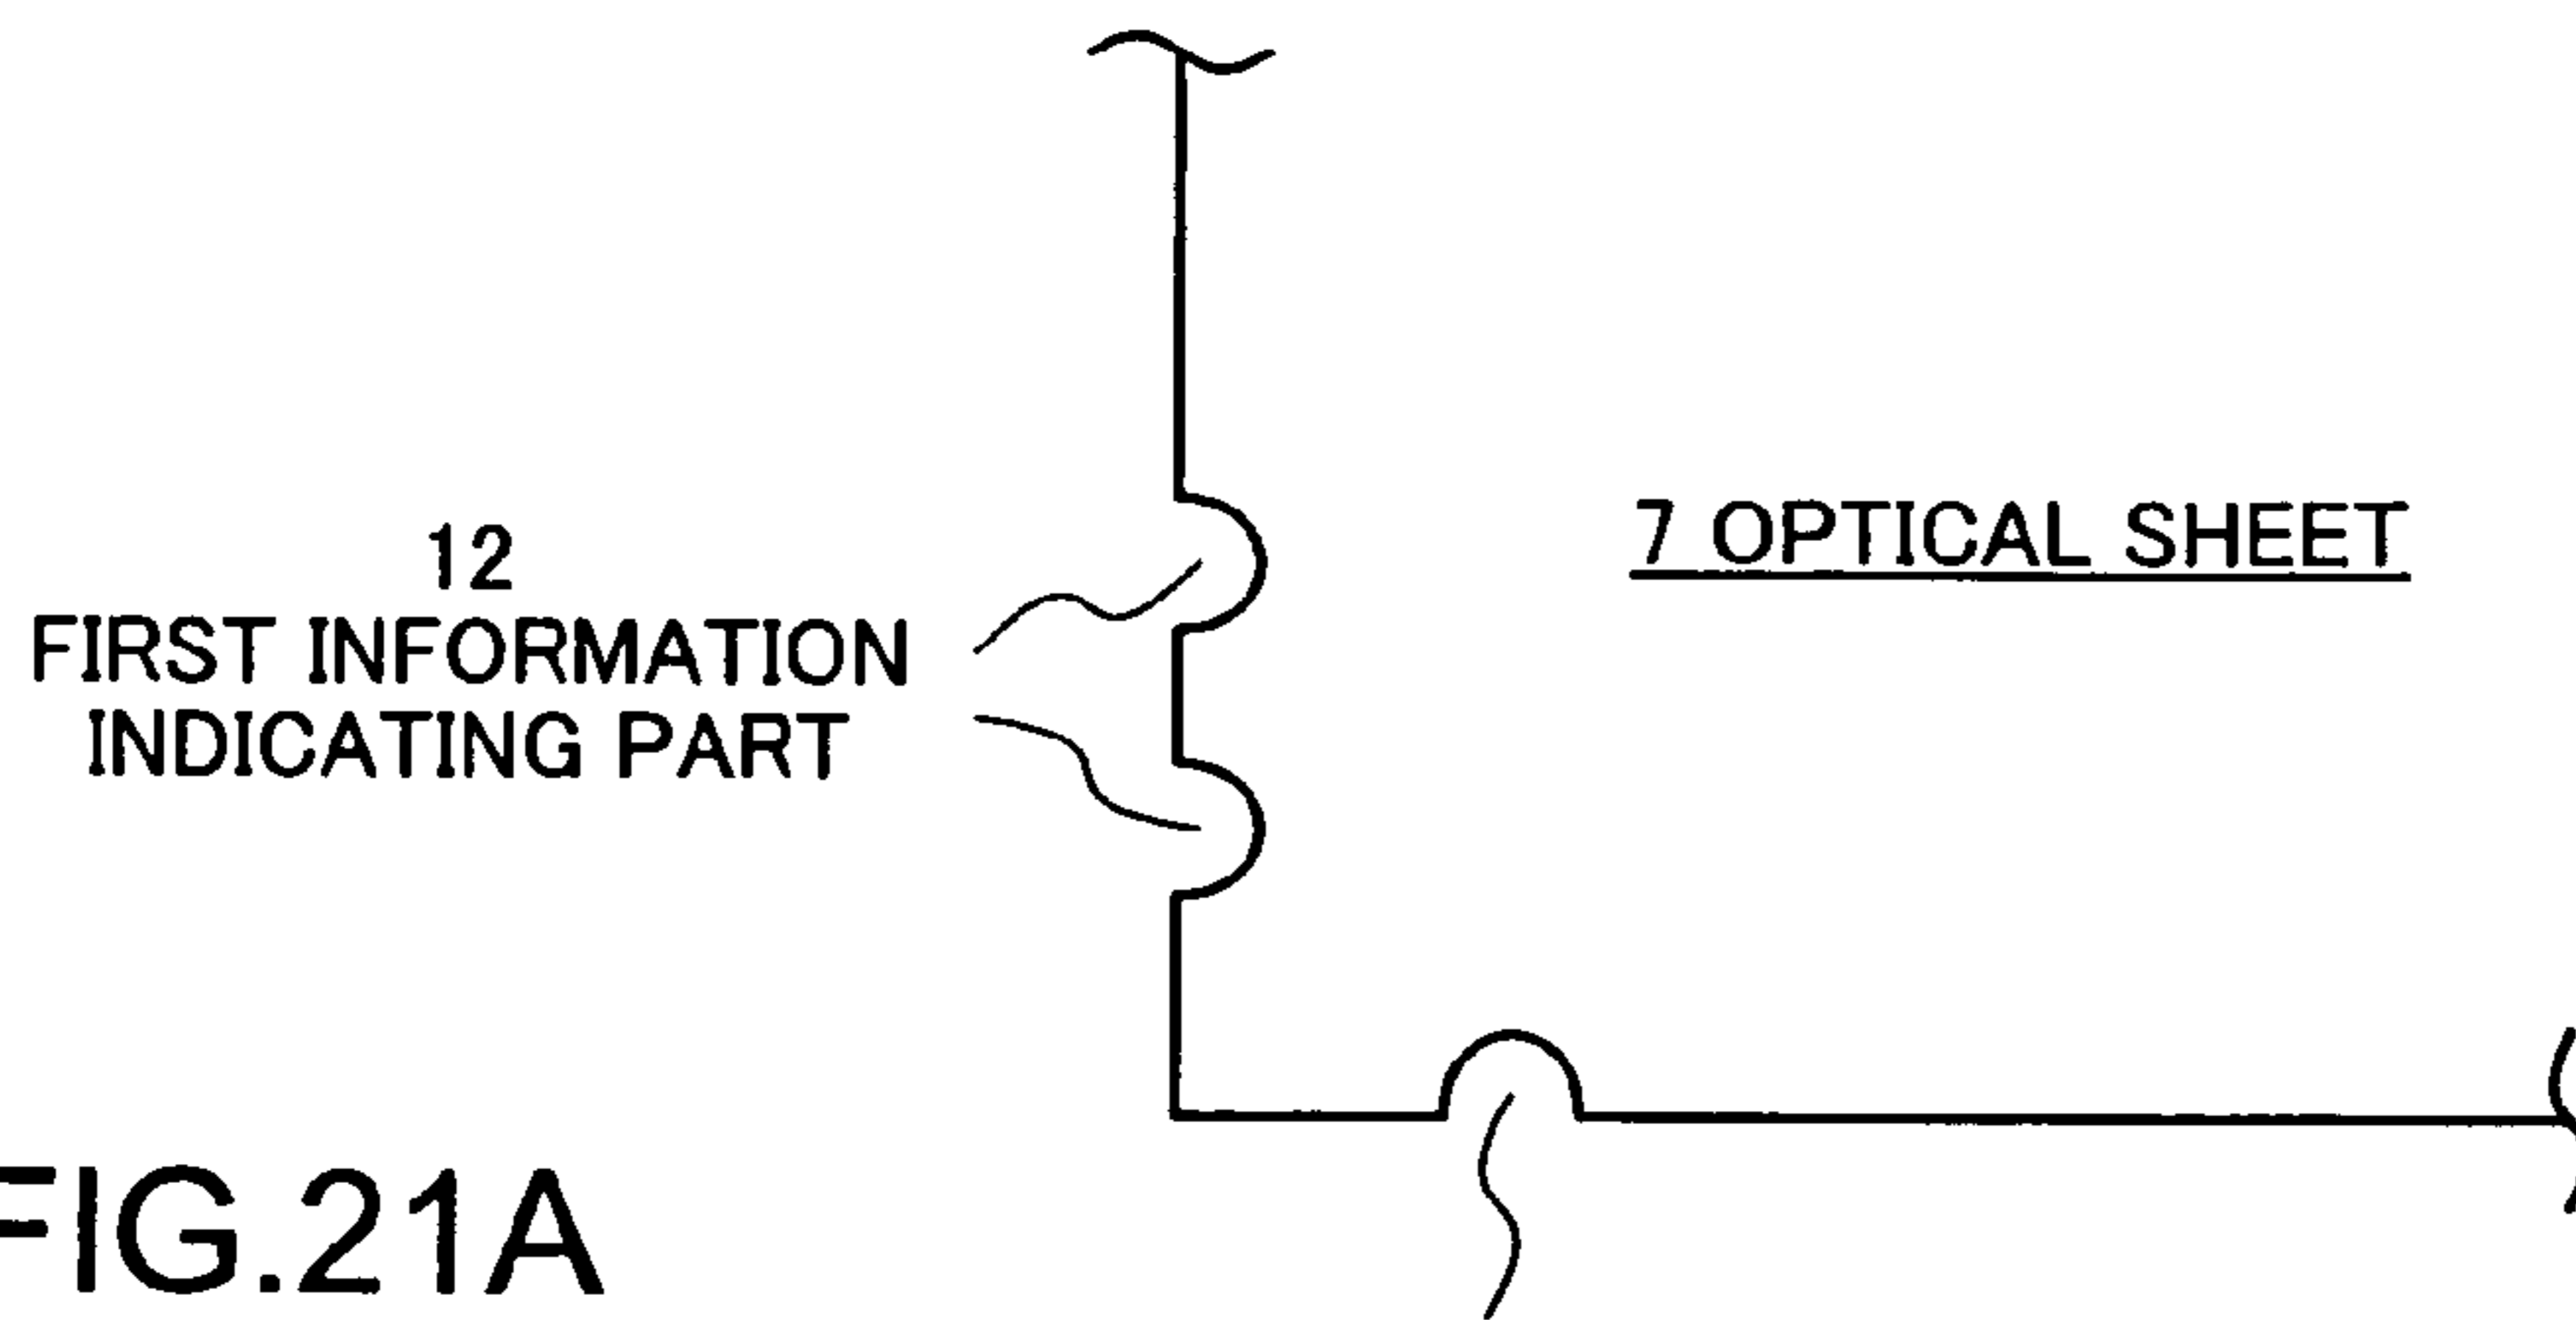 12
FIRST INFORMATION
INDICATING PART
7 OPTICAL SHEET
FIG.21A